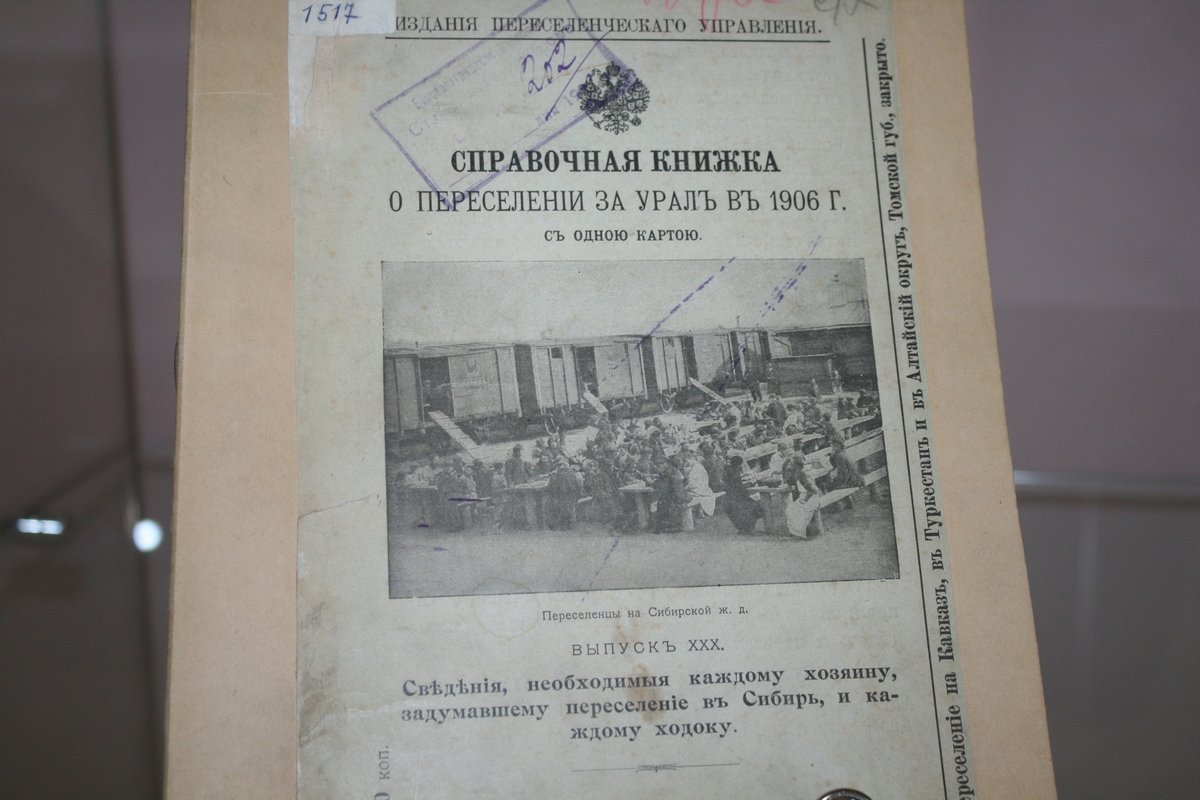 1517
ИЗДАНІЯ ПЕРЕСЕЛЕНЧЕСКАГО УПРАВЛЕНІЯ.
202
СПРАВОЧНАЯ КНИЖКА
О ПЕРЕСЕЛЕНІИ ЗА УРАЛЪ ВЪ 1906 Г.
СЪ ОДНОЮ КАРТОЮ.
Переселенцы на Сибирской ж. д.
ВЫПУСКЪ XXX.
Свѣдѣнія, необходимыя каждому хозяину,
задумавшему переселеніе въ Сибирь, и ка-
ждому ходоку.
коп.
ереселеніе на Кавказъ, въ Туркестанъ и въ Алтайскій округъ, Томской губ., закрыто.